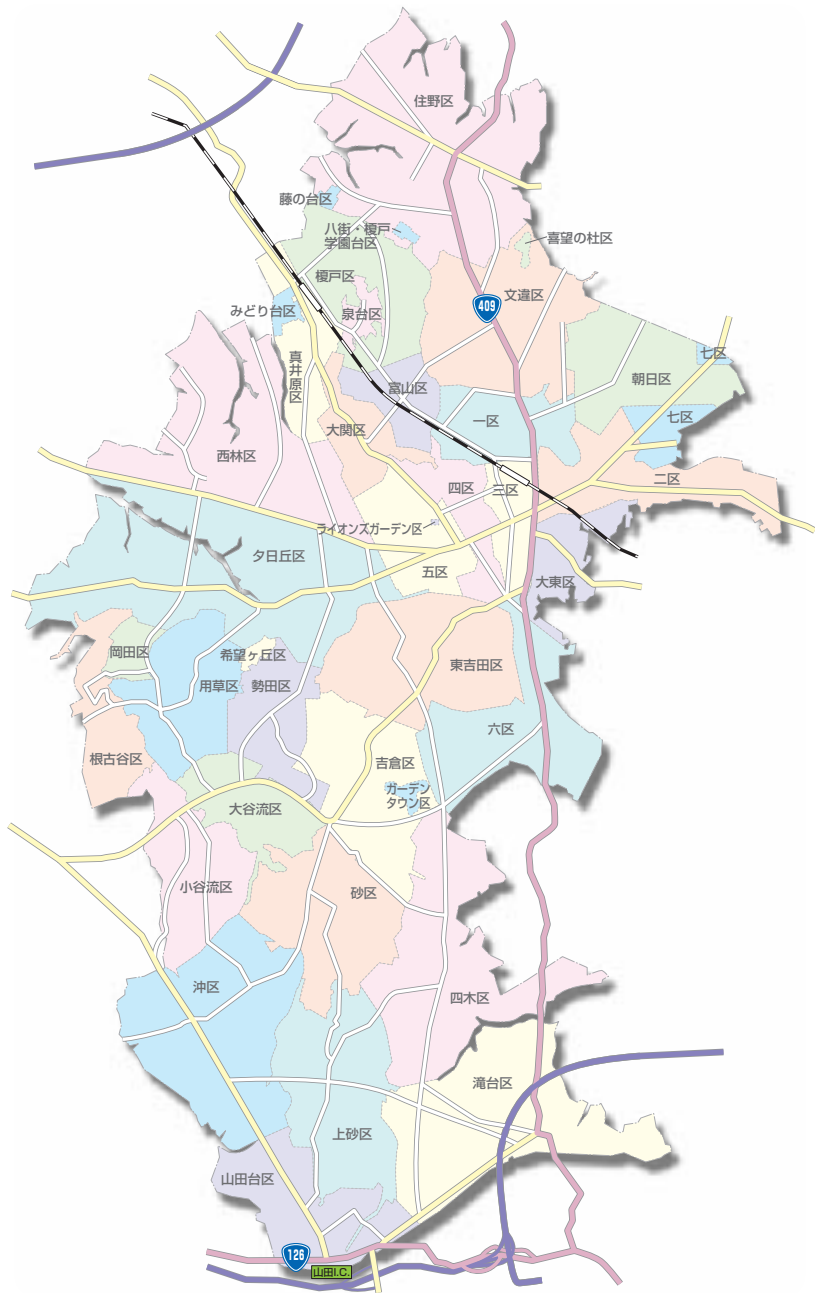 住野区
藤の台区
八街・榎戸
学園台区
喜望の杜区
榎戸区
文違区
みどり台区
泉台区
409
真井原区
七区
朝日区
富山区
七区
一区
大関区
西林区
二区
四区
三区
ライオンズガーデン区
夕日丘区
五区
大東区
岡田区
希望ヶ丘区
東吉田区
用草区
勢田区
六区
根古谷区
吉倉区
ガーデン
タウン区
大谷流区
小谷流区
砂区
沖区
四木区
滝台区
上砂区
山田台区
126
山田I.C.